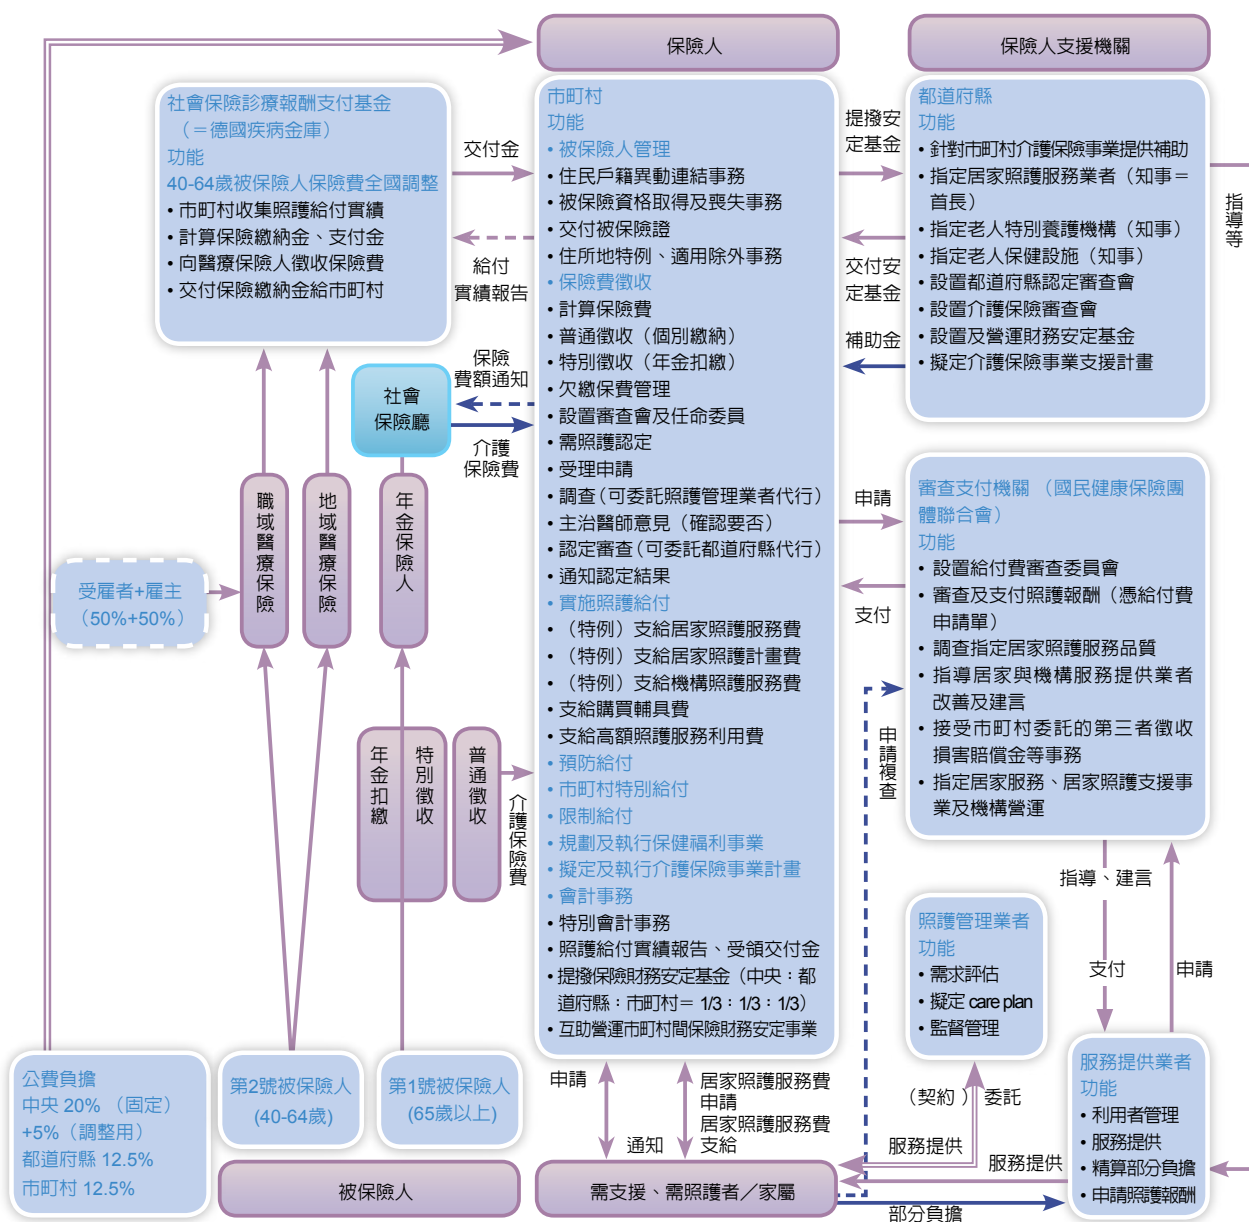 保險人
保險人支援機關
社會保險診療報酬支付基金
（＝德國疾病金庫）
功能
40-64歲被保險人保險費全國調整
• 市町村收集照護給付實績
• 計算保險繳納金、支付金
• 向醫療保險人徵收保險費
• 交付保險繳納金給市町村
交付金
給付
實績報告
市町村
功能
• 被保險人管理
• 住民戶籍異動連結事務
• 被保險資格取得及喪失事務
• 交付被保險證
• 住所地特例、適用除外事務
• 保險費徵收
• 計算保險費
• 普通徵收（個別繳納）
• 特別徵收（年金扣繳）
• 欠繳保費管理
• 設置審查會及任命委員
• 需照護認定
• 受理申請
• 調查（可委託照護管理業者代行）
• 主治醫師意見（確認要否）
• 認定審查（可委託都道府縣代行）
• 通知認定結果
• 實施照護給付
• （特例）支給居家照護服務費
• （特例）支給居家照護計畫費
• （特例）支給機構照護服務費
• 支給購買輔具費
• 支給高額照護服務利用費
• 預防給付
• 市町村特別給付
• 限制給付
• 規劃及執行保健福利事業
• 擬定及執行介護保險事業計畫
• 會計事務
• 特別會計事務
• 照護給付實績報告、受領交付金
• 提撥保險財務安定基金（中央：都
道府縣：市町村＝ 1/3：1/3：1/3）
• 互助營運市町村間保險財務安定事業
提撥安
定基金
交付安
定基金
補助金
都道府縣
功能
• 針對市町村介護保險事業提供補助
• 指定居家照護服務業者（知事＝
首長）
• 指定老人特別養護機構（知事）
• 指定老人保健設施（知事）
• 設置都道府縣認定審查會
• 設置介護保險審查會
• 設置及營運財務安定基金
• 擬定介護保險事業支援計畫
指導等
社會
保險廳
保險
費額通知
介護
保險費
職域醫療保險
地域醫療保險
年金保險人
受雇者+雇主
（50%+50%）
年金扣繳
特別徵收
普通徵收
介護保險費
申請
支付
審查支付機關 （國民健康保險團
體聯合會）
功能
• 設置給付費審查委員會
• 審查及支付照護報酬（憑給付費
申請單）
• 調查指定居家照護服務品質
• 指導居家與機構服務提供業者
改善及建言
• 接受市町村委託的第三者徵收
損害賠償金等事務
• 指定居家服務、居家照護支援事
業及機構營運
申請複查
指導、建言
支付
申請
照護管理業者
功能
• 需求評估
• 擬定 care plan
• 監督管理
服務提供業者
功能
• 利用者管理
• 服務提供
• 精算部分負擔
• 申請照護報酬
公費負擔
中央 20% （固定）
+5%（調整用）
都道府縣 12.5%
市町村 12.5%
第2號被保險人
(40-64歲)
第1號被保險人
(65歲以上)
申請
通知
居家照護服務費
申請
居家照護服務費
支給
（契約 ）委託
服務提供
服務提供
被保險人
需支援、需照護者／家屬
部分負擔